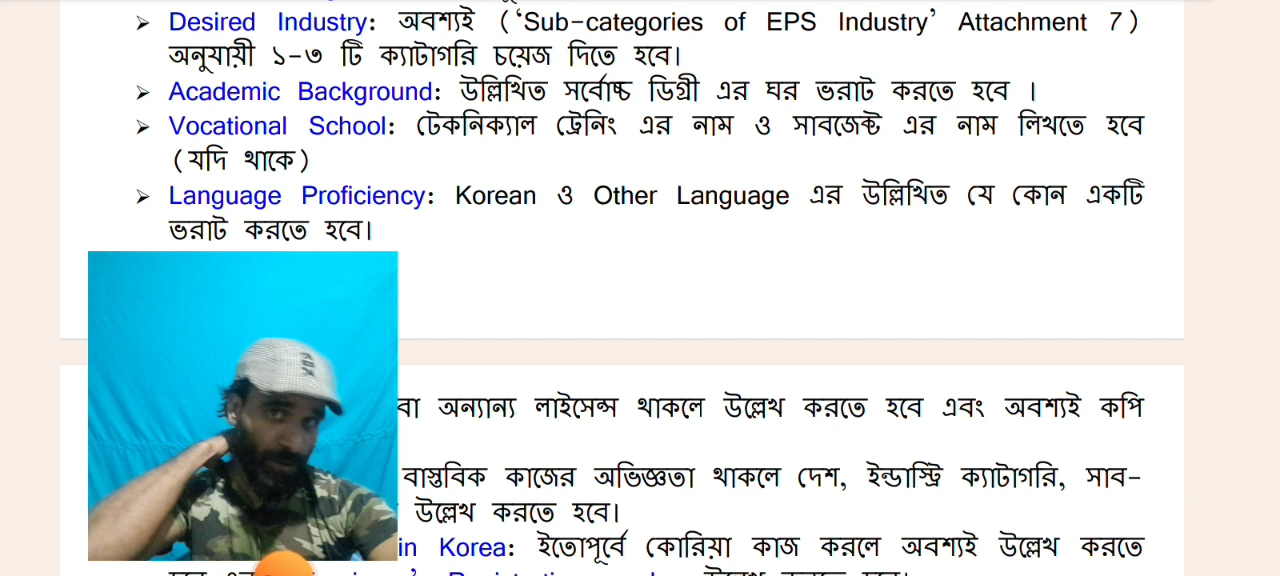 ➢ Desired Industry: অবশ্যই (‘Sub-categories of EPS Industry’ Attachment 7)
অনুযায়ী ১-৩ টি ক্যাটাগরি চয়েজ দিতে হবে।
➢ Academic Background: উল্লিখিত সর্বোচ্চ ডিগ্রী এর ঘর ভরাট করতে হবে ।
➢ Vocational School: টেকনিক্যাল ট্রেনিং এর নাম ও সাবজেক্ট এর নাম লিখতে হবে
(যদি থাকে)
➢ Language Proficiency: Korean ও Other Language এর উল্লিখিত যে কোন একটি
ভরাট করতে হবে।
বা অন্যান্য লাইসেন্স থাকলে উল্লেখ করতে হবে এবং অবশ্যই কপি
বাস্তবিক কাজের অভিজ্ঞতা থাকলে দেশ, ইন্ডাস্ট্রি ক্যাটাগরি, সাব-
উল্লেখ করতে হবে।
in Korea: ইতোপূর্বে কোরিয়া কাজ করলে অবশ্যই উল্লেখ করতে